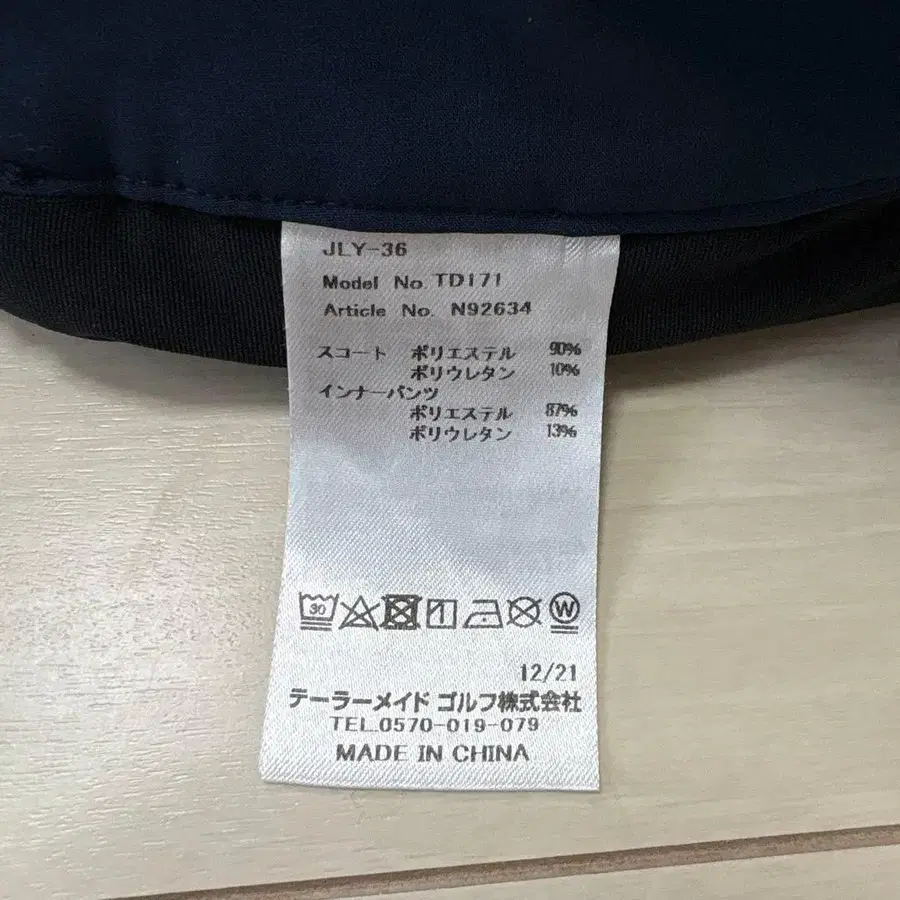 JLY-36
Model No. TD171
Article No. N92634
スコート ポリエステル 90%
ポリウレタン 10%
インナーパンツ
ポリエステル 87%
ポリウレタン 13%
30 W
12/21
テーラーメイド ゴルフ株式会社
TEL.0570-019-079
MADE IN CHINA